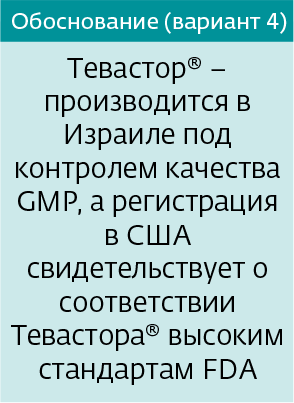 Обоснование (вариант 4)
Тевастор® –
производится в
Израиле под
контролем качества
GMP, а регистрация
в США
свидетельствует о
соответствии
Тевастора® высоким
стандартам FDA